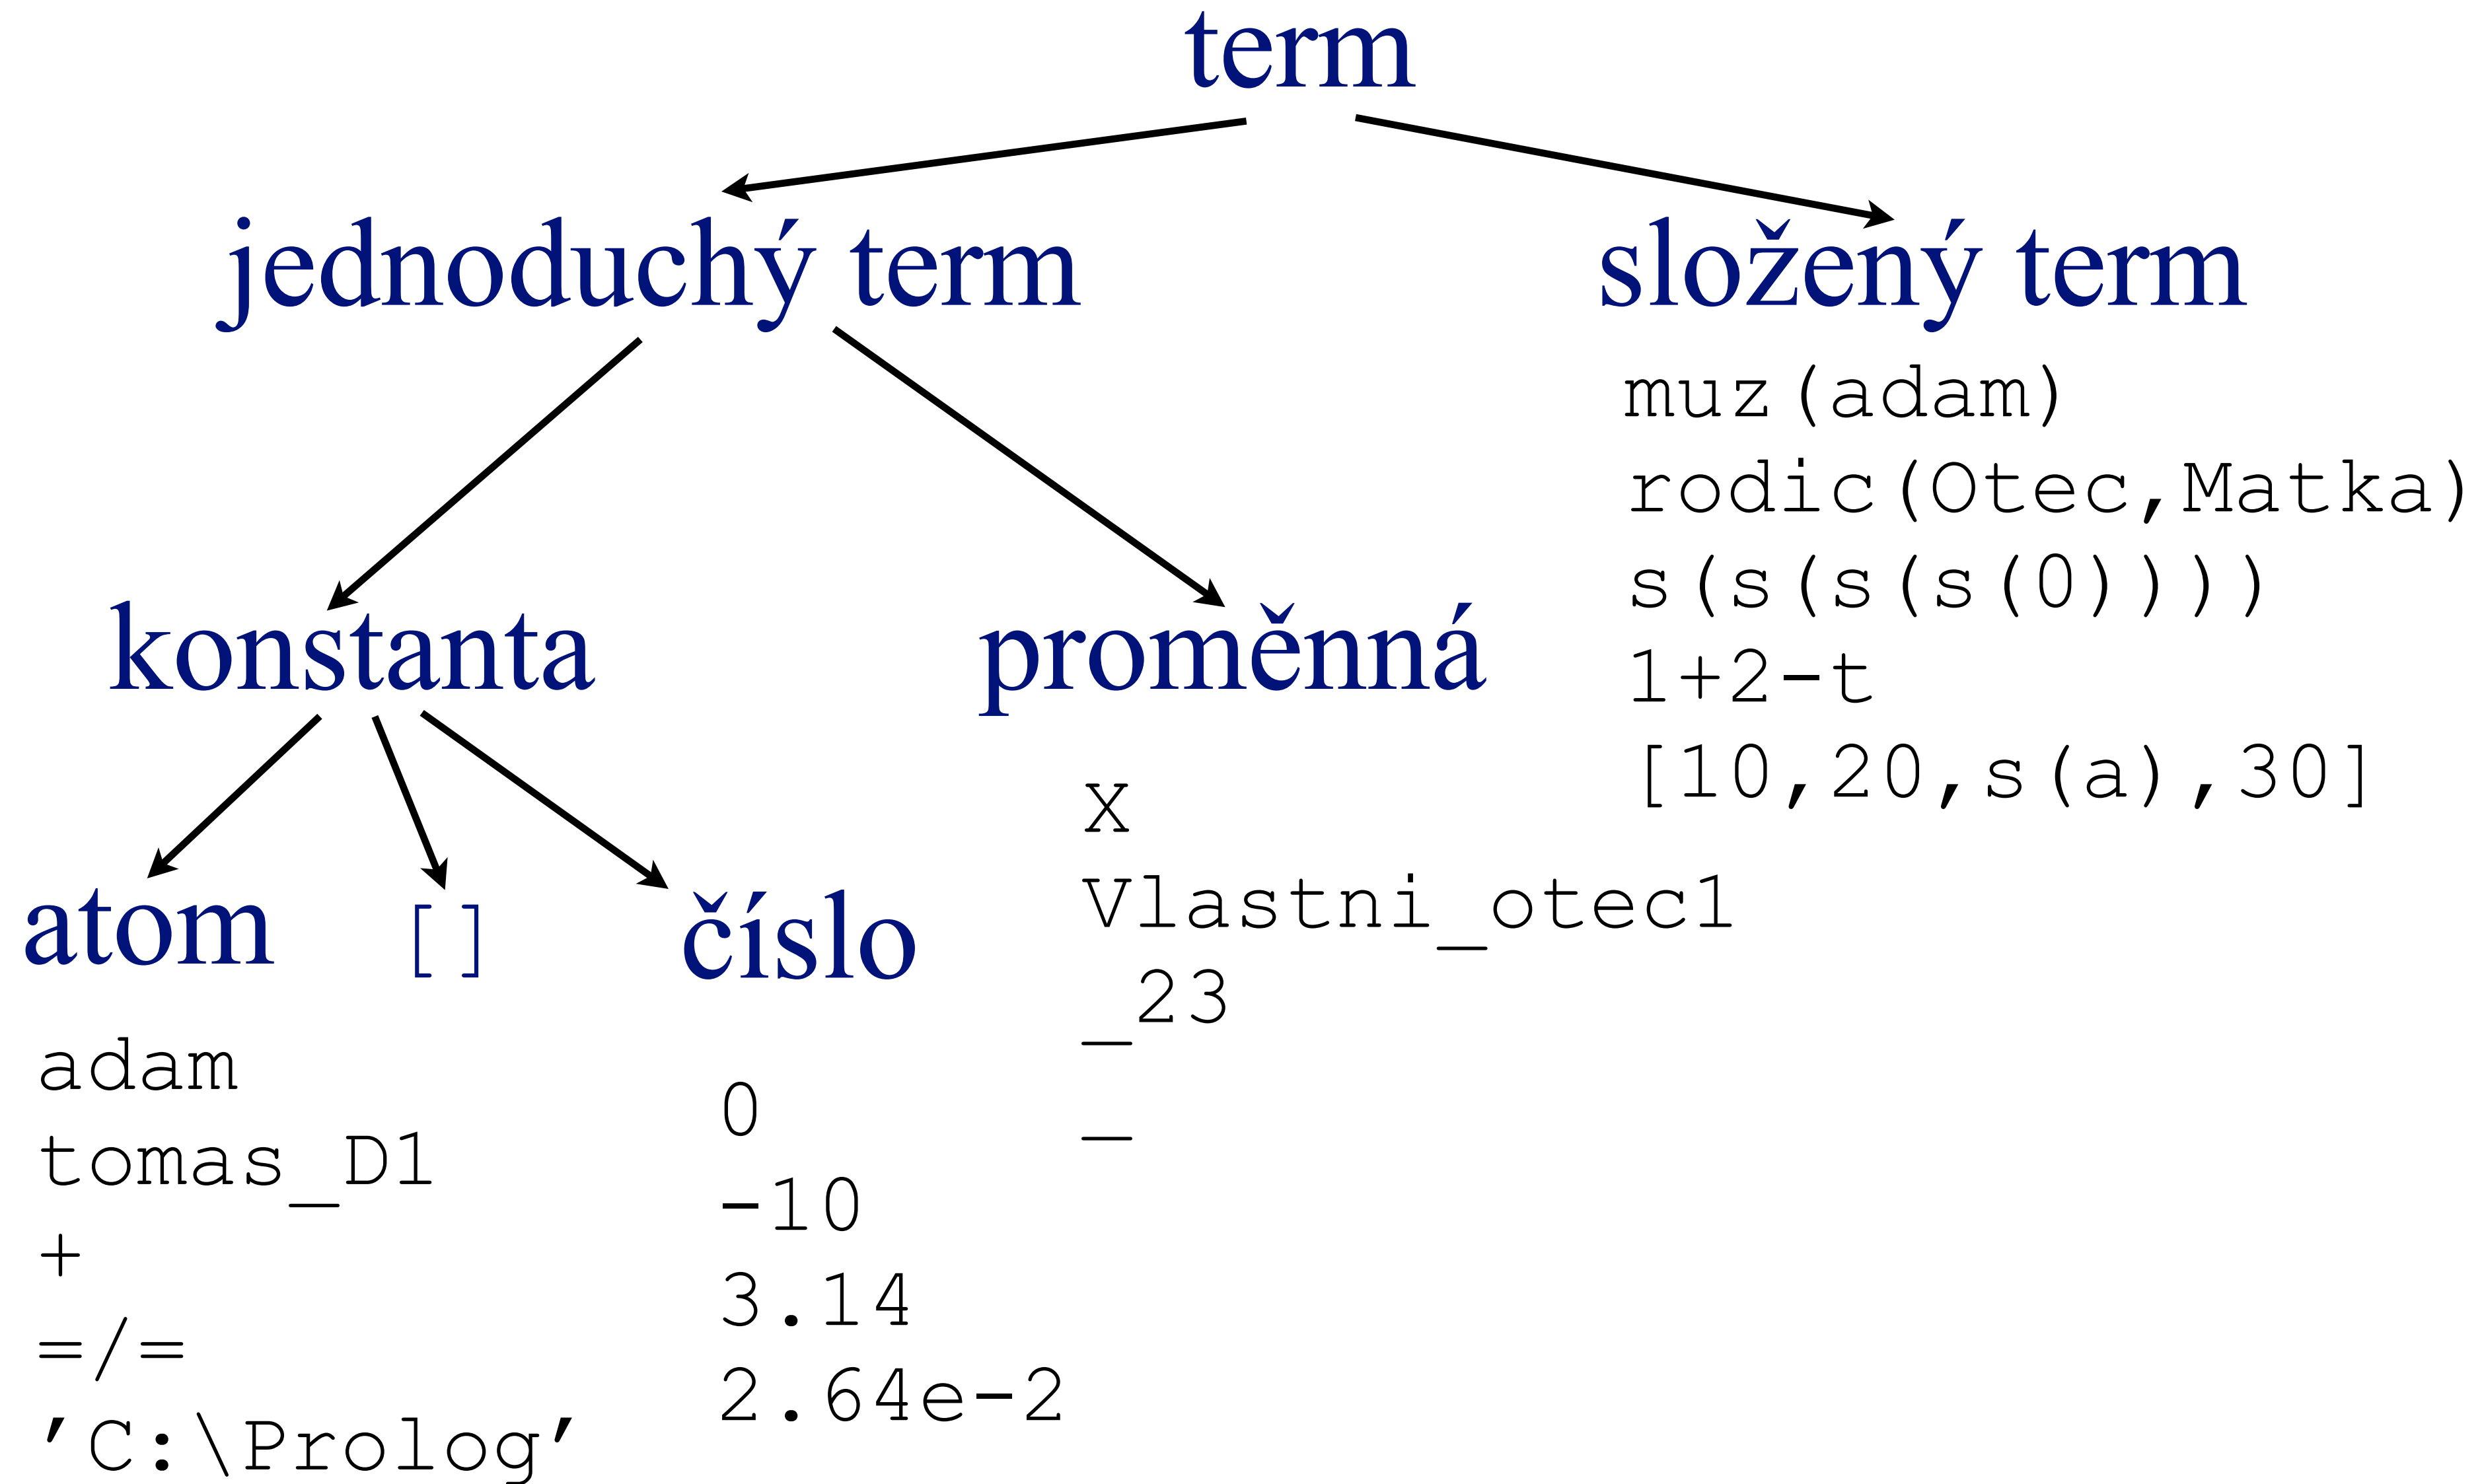 term
jednoduchý term
složený term
muz(adam)
rodic(Otec,Matka)
s(s(s(s(0))))
1+2-t
[10,20,s(a),30]
konstanta
proměnná
X
Vlastni_otec1
_23
_
atom
[]
číslo
adam
tomas_D1
+
=/=
'C:\Prolog'
0
-10
3.14
2.64e-2